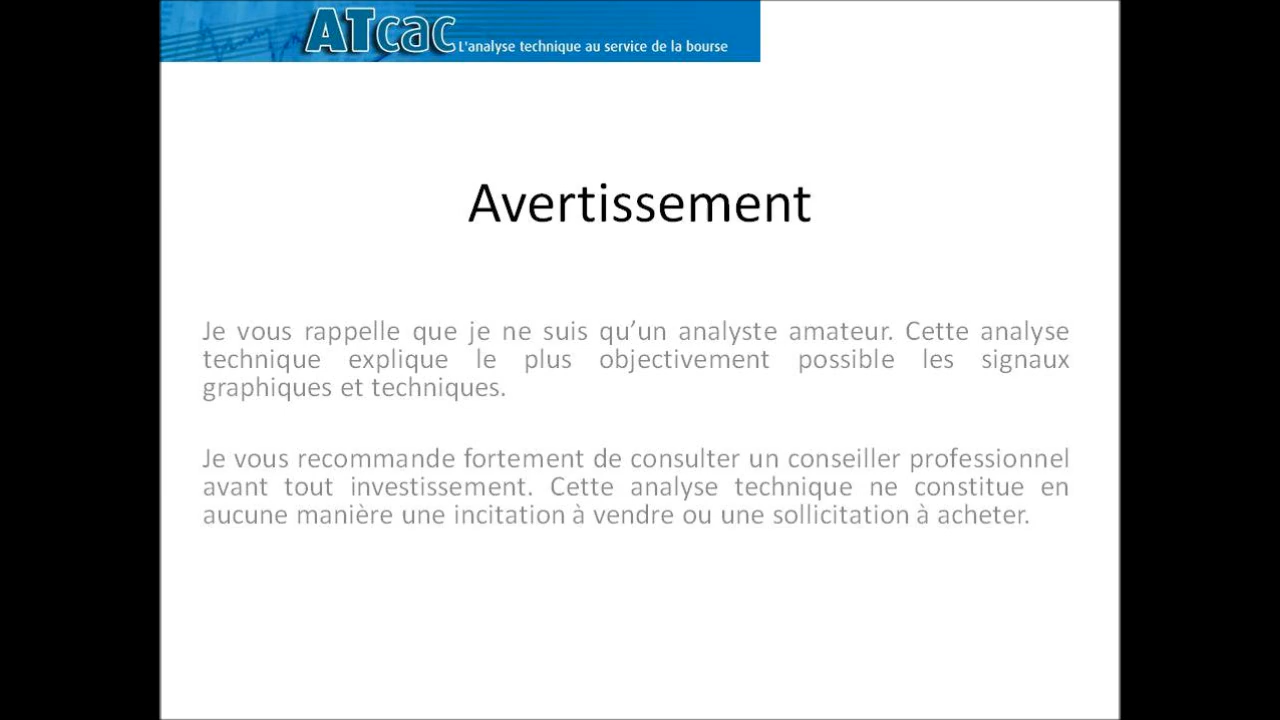 ATcac L'analyse technique au service de la bourse
Avertissement
Je vous rappelle que je ne suis qu’un analyste amateur. Cette analyse
technique explique le plus objectivement possible les signaux
graphiques et techniques.
Je vous recommande fortement de consulter un conseiller professionnel
avant tout investissement. Cette analyse technique ne constitue en
aucune manière une incitation à vendre ou une sollicitation à acheter.